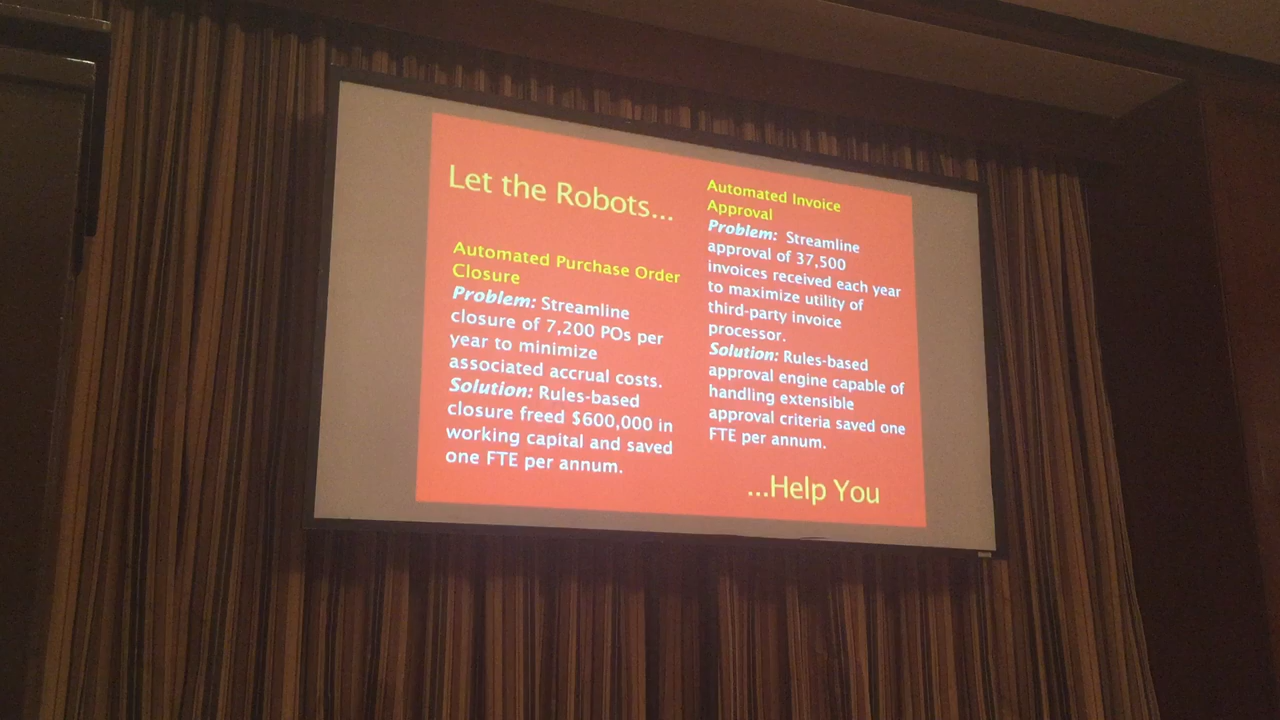 Let the Robots...
Automated Purchase Order
Closure
Problem: Streamline
closure of 7,200 POs per
year to minimize
associated accrual costs.
Solution: Rules-based
closure freed $600,000 in
working capital and saved
one FTE per annum.
Automated Invoice
Approval
Problem: Streamline
approval of 37,500
invoices received each year
to maximize utility of
third-party invoice
processor.
Solution: Rules-based
approval engine capable of
handling extensible
approval criteria saved one
FTE per annum.
...Help You